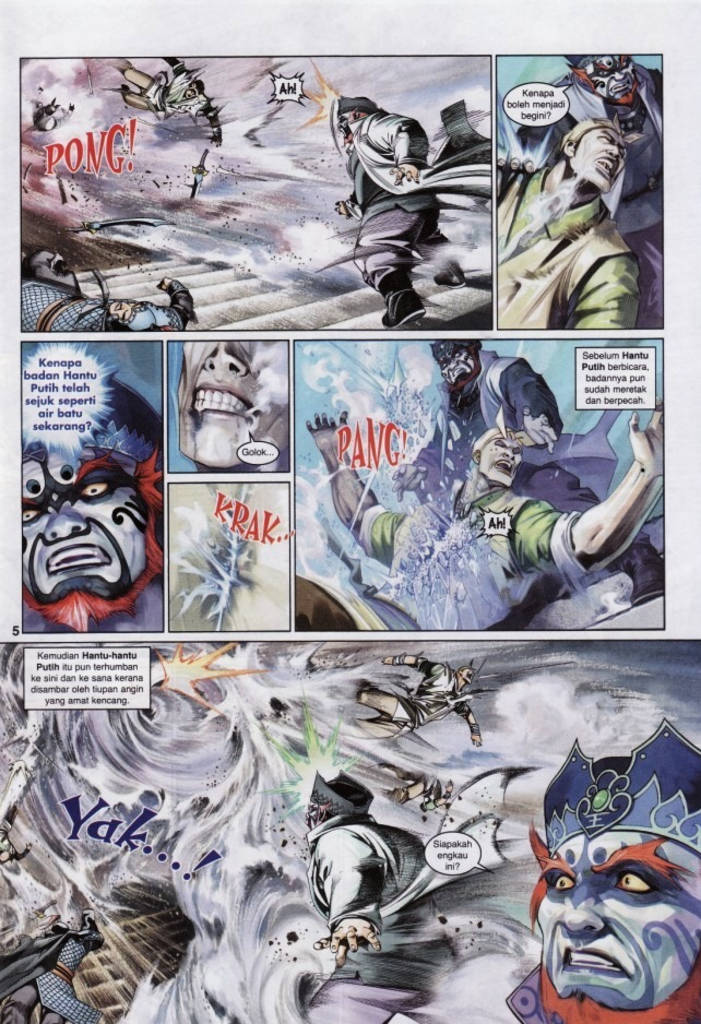 PONG!
Ah!
Kenapa
boleh menjadi
begini?
Kenapa
badan Hantu
Putih telah
sejuk seperti
air batu
sekarang?
Golok...
KRAK...
Sebelum Hantu
Putih berbicara,
badannya pun
sudah meretak
dan berpecah.
PANG!
Ah!
5
Kemudian Hantu-hantu
Putih itu pun terhumban
ke sini dan ke sana kerana
disambar oleh tiupan angin
yang amat kencang.
Yak....!
Siapakah
engkau
ini?